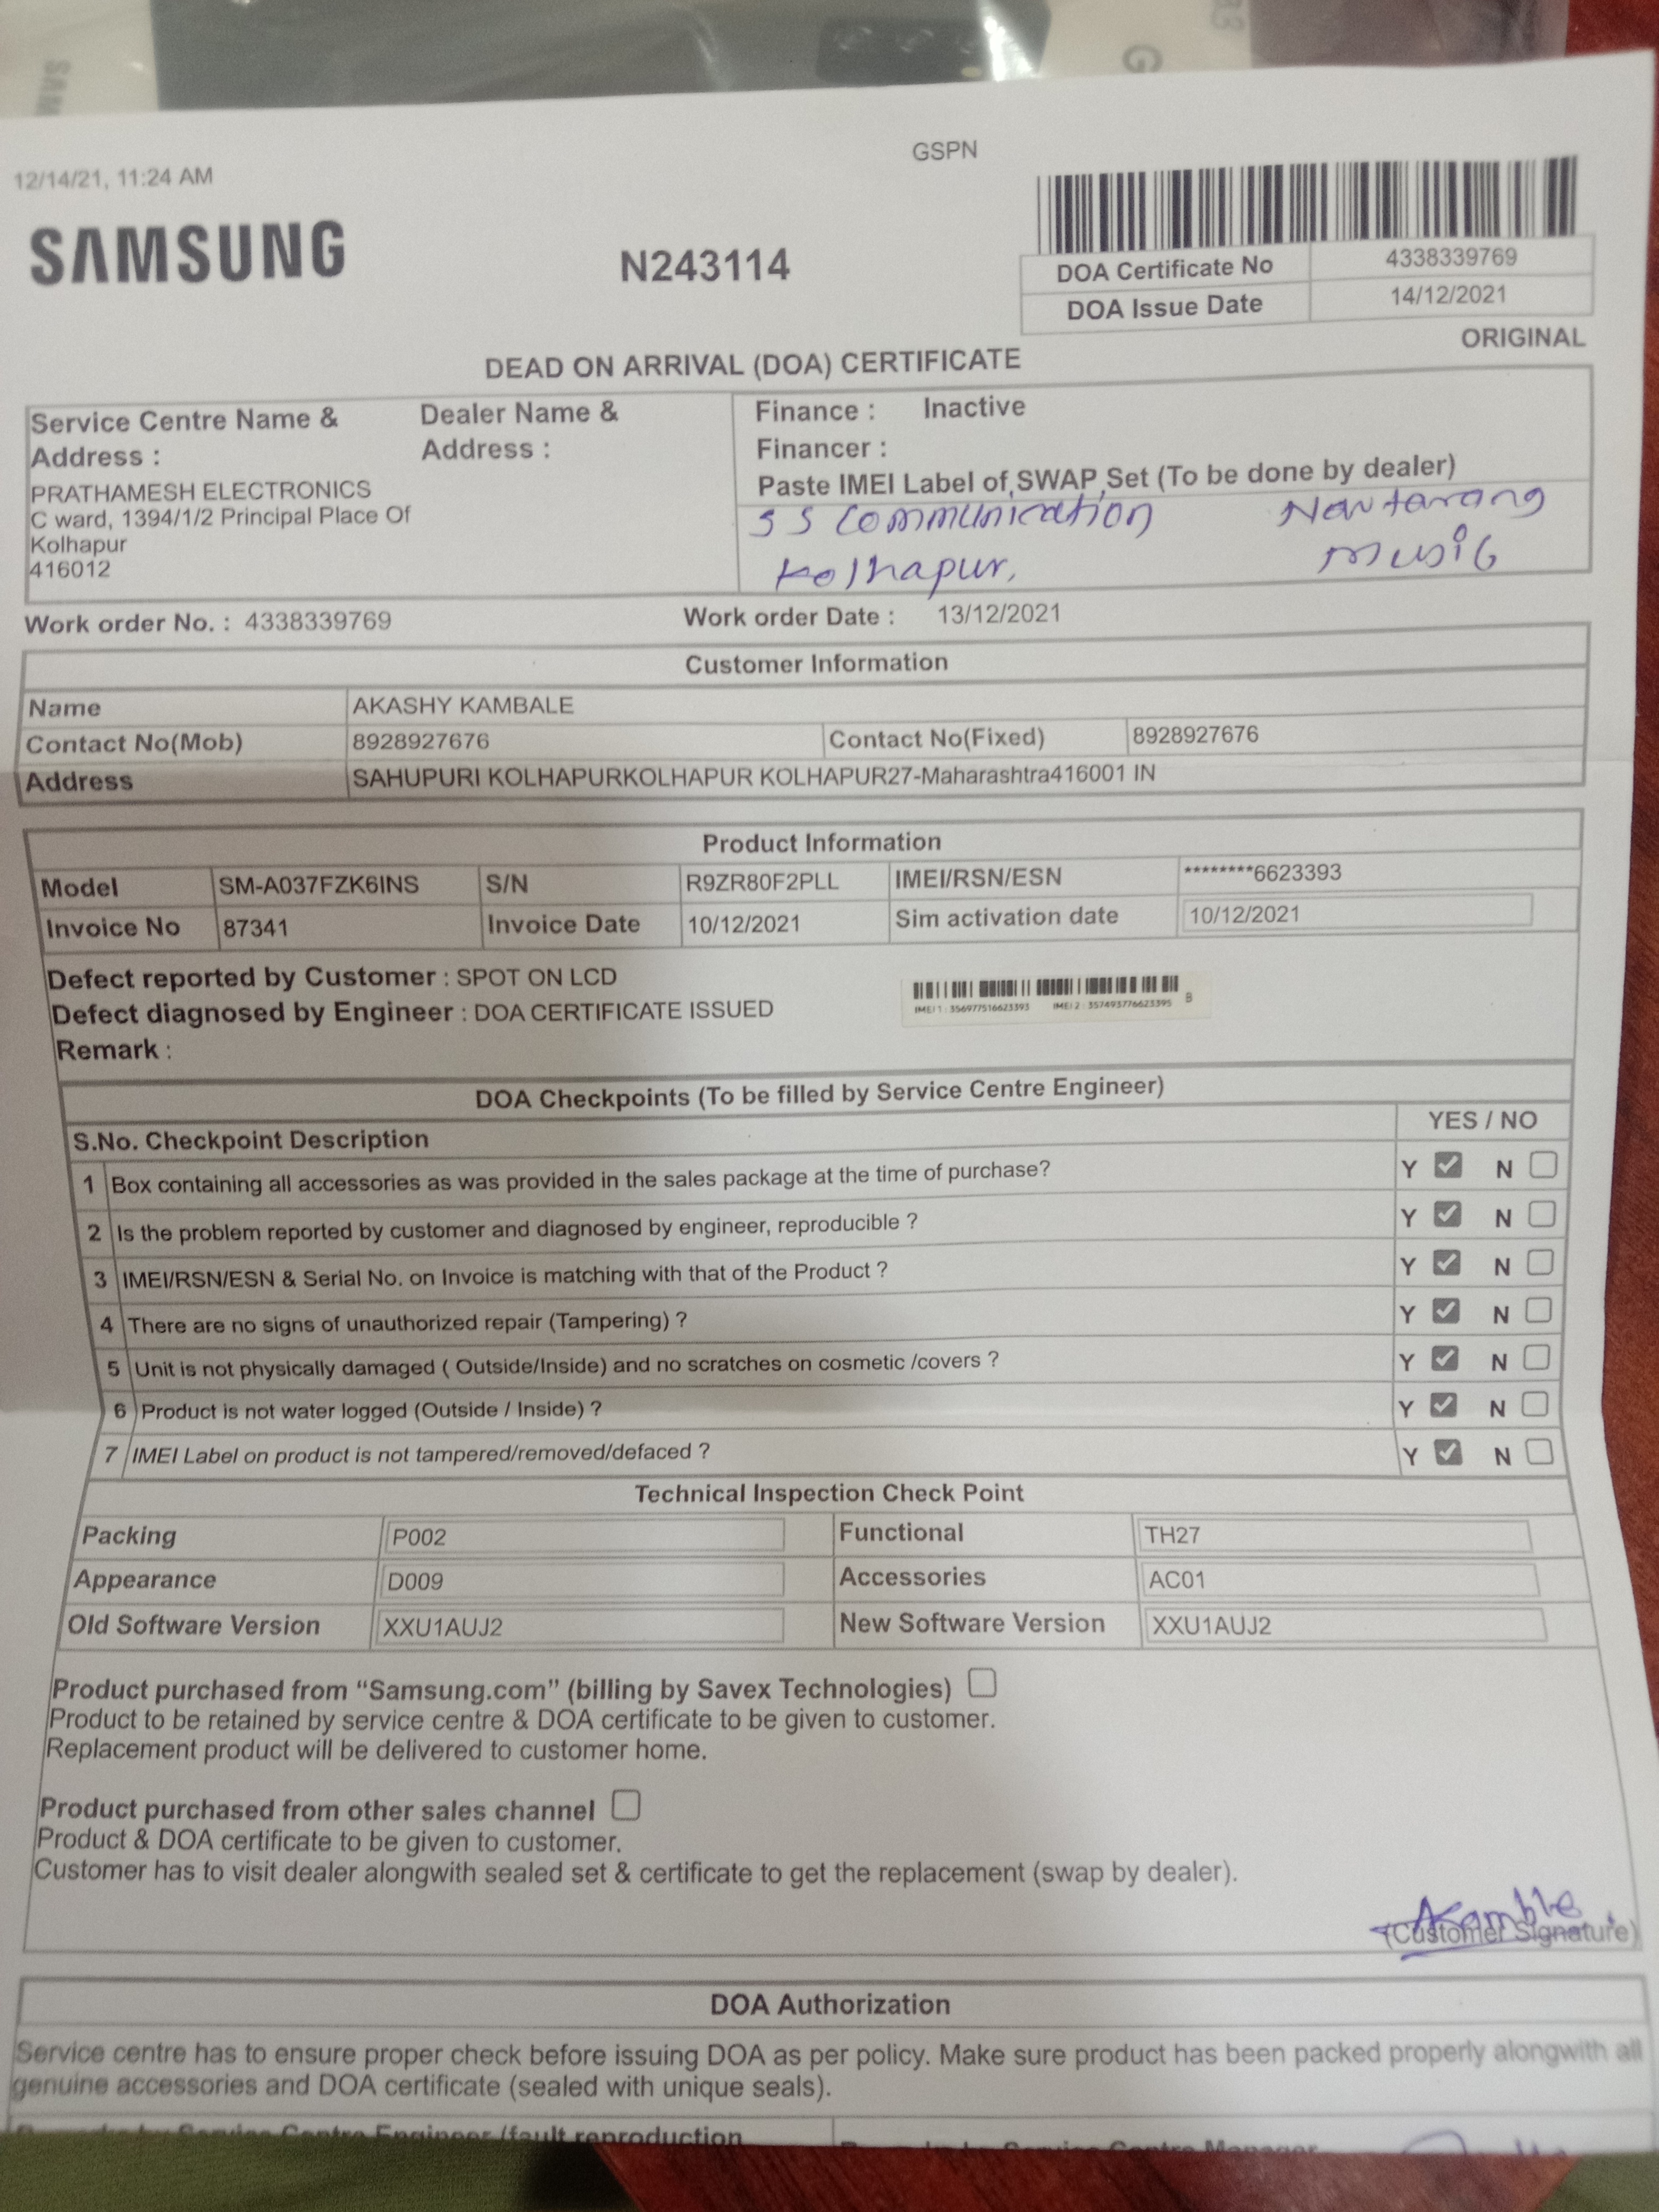 SAM
G
12/14/21, 11:24 AM
GSPN
SAMSUNG
N243114
DOA Certificate No 4338339769
DOA Issue Date 14/12/2021
ORIGINAL
DEAD ON ARRIVAL (DOA) CERTIFICATE
Service Centre Name &
Address :
PRATHAMESH ELECTRONICS
C ward, 1394/1/2 Principal Place Of
Kolhapur
416012
Dealer Name &
Address :
Finance : Inactive
Financer :
Paste IMEI Label of SWAP Set (To be done by dealer)
S S Communication Navtarang
Kolhapur, music
Work order No. : 4338339769 Work order Date : 13/12/2021
Customer Information
Name AKASHY KAMBALE
Contact No(Mob) 8928927676 Contact No(Fixed) 8928927676
Address SAHUPURI KOLHAPURKOLHAPUR KOLHAPUR27-Maharashtra416001 IN
Product Information
Model SM-A037FZK6INS S/N R9ZR80F2PLL IMEI/RSN/ESN ********6623393
Invoice No 87341 Invoice Date 10/12/2021 Sim activation date 10/12/2021
Defect reported by Customer : SPOT ON LCD
Defect diagnosed by Engineer : DOA CERTIFICATE ISSUED
IMEI 1 : 356977516623393 IMEI 2 : 357493776623395 B
Remark :
DOA Checkpoints (To be filled by Service Centre Engineer)
S.No. Checkpoint Description YES / NO
1 Box containing all accessories as was provided in the sales package at the time of purchase? Y N
2 Is the problem reported by customer and diagnosed by engineer, reproducible ? Y N
3 IMEI/RSN/ESN & Serial No. on Invoice is matching with that of the Product ? Y N
4 There are no signs of unauthorized repair (Tampering) ? Y N
5 Unit is not physically damaged ( Outside/Inside) and no scratches on cosmetic /covers ? Y N
6 Product is not water logged (Outside / Inside) ? Y N
7 IMEI Label on product is not tampered/removed/defaced ? Y N
Technical Inspection Check Point
Packing P002 Functional TH27
Appearance D009 Accessories AC01
Old Software Version XXU1AUJ2 New Software Version XXU1AUJ2
Product purchased from “Samsung.com” (billing by Savex Technologies)
Product to be retained by service centre & DOA certificate to be given to customer.
Replacement product will be delivered to customer home.
Product purchased from other sales channel
Product & DOA certificate to be given to customer.
Customer has to visit dealer alongwith sealed set & certificate to get the replacement (swap by dealer).
AKamble
(Customer Signature)
DOA Authorization
Service centre has to ensure proper check before issuing DOA as per policy. Make sure product has been packed properly alongwith all
genuine accessories and DOA certificate (sealed with unique seals).
Service Centre Engineer (fault reproduction
Service Centre Manager